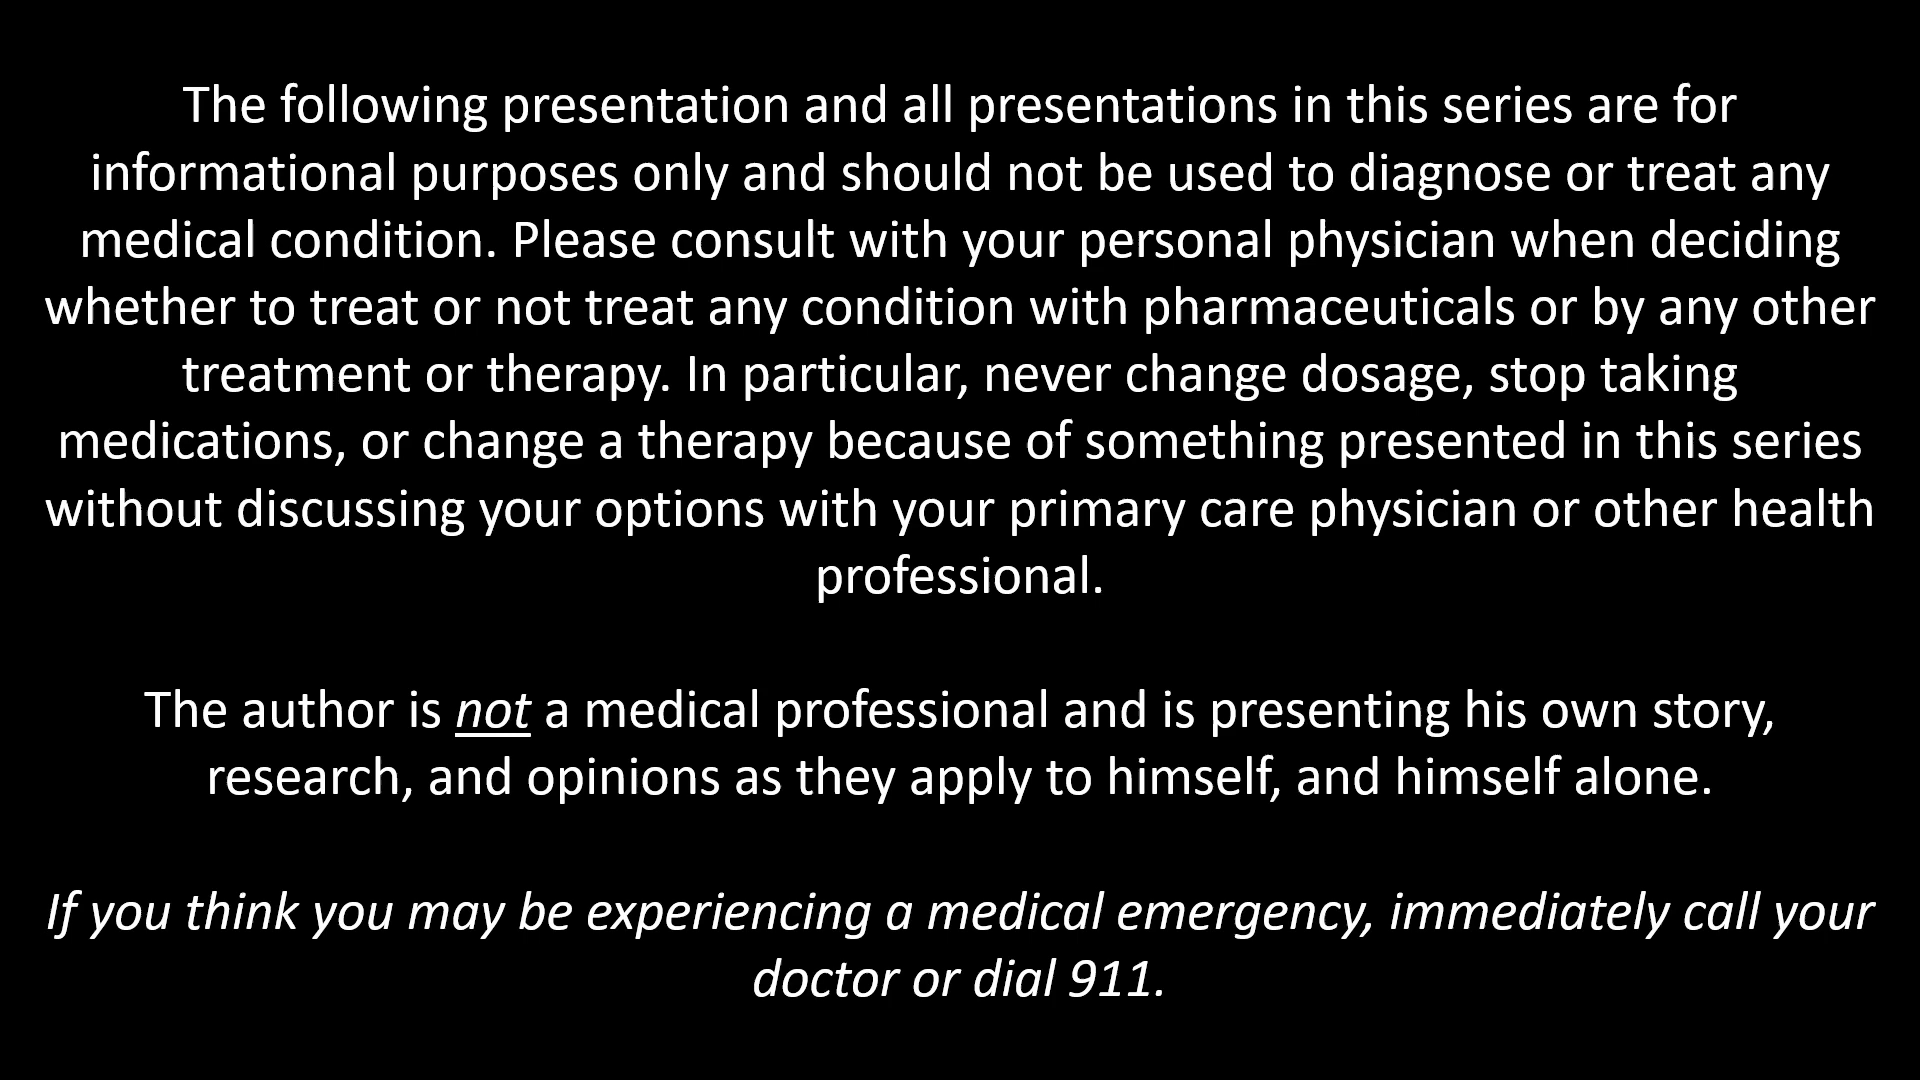 The following presentation and all presentations in this series are for
informational purposes only and should not be used to diagnose or treat any
medical condition. Please consult with your personal physician when deciding
whether to treat or not treat any condition with pharmaceuticals or by any other
treatment or therapy. In particular, never change dosage, stop taking
medications, or change a therapy because of something presented in this series
without discussing your options with your primary care physician or other health
professional.
The author is not a medical professional and is presenting his own story,
research, and opinions as they apply to himself, and himself alone.
If you think you may be experiencing a medical emergency, immediately call your
doctor or dial 911.